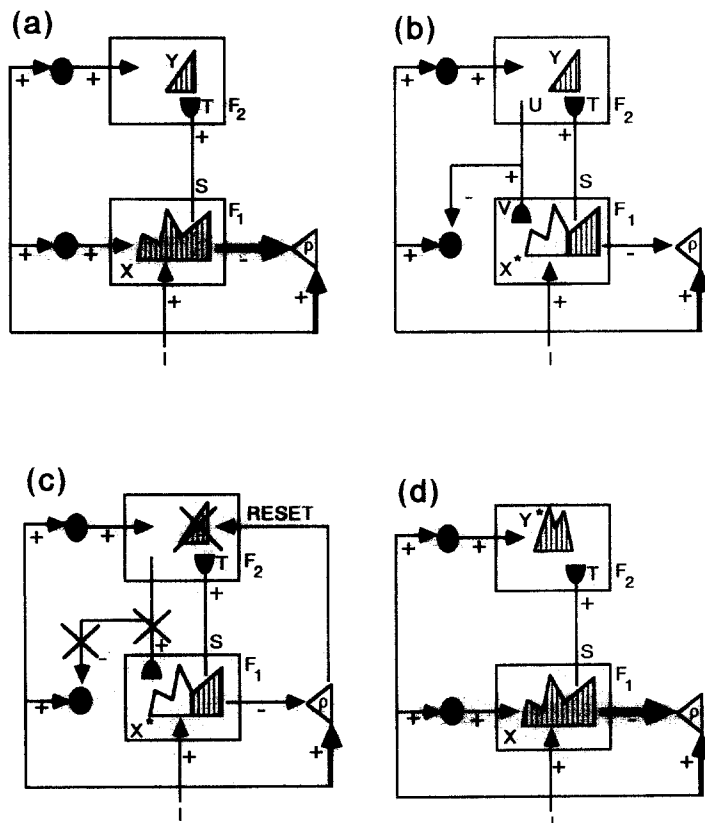 (a)
Y
+ + T F2
+
S
F1
+ + ρ
X -
+ +
I
(b)
Y
+ + U T F2
+ +
- S
V F1
+ ρ
X* -
+ +
I
(c)
RESET
+ + T F2
+
+ S
- F1
+ - ρ
X*
+ +
I
(d)
Y*
+ + T F2
+
S
F1
+ + ρ
X -
+ +
I